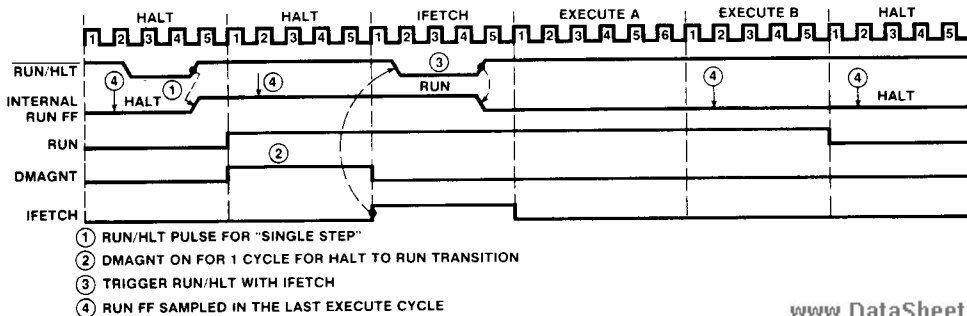 HALT HALT IFETCH EXECUTE A EXECUTE B HALT
1 2 3 4 5 1 2 3 4 5 1 2 3 4 5 1 2 3 4 5 6 1 2 3 4 5 1 2 3 4 5
RUN/HLT ③
④ HALT ① ④ RUN ④ ④ HALT
INTERNAL
RUN FF
RUN
②
DMAGNT
IFETCH
① RUN/HLT PULSE FOR "SINGLE STEP"
② DMAGNT ON FOR 1 CYCLE FOR HALT TO RUN TRANSITION
③ TRIGGER RUN/HLT WITH IFETCH
④ RUN FF SAMPLED IN THE LAST EXECUTE CYCLE
www DataSheet